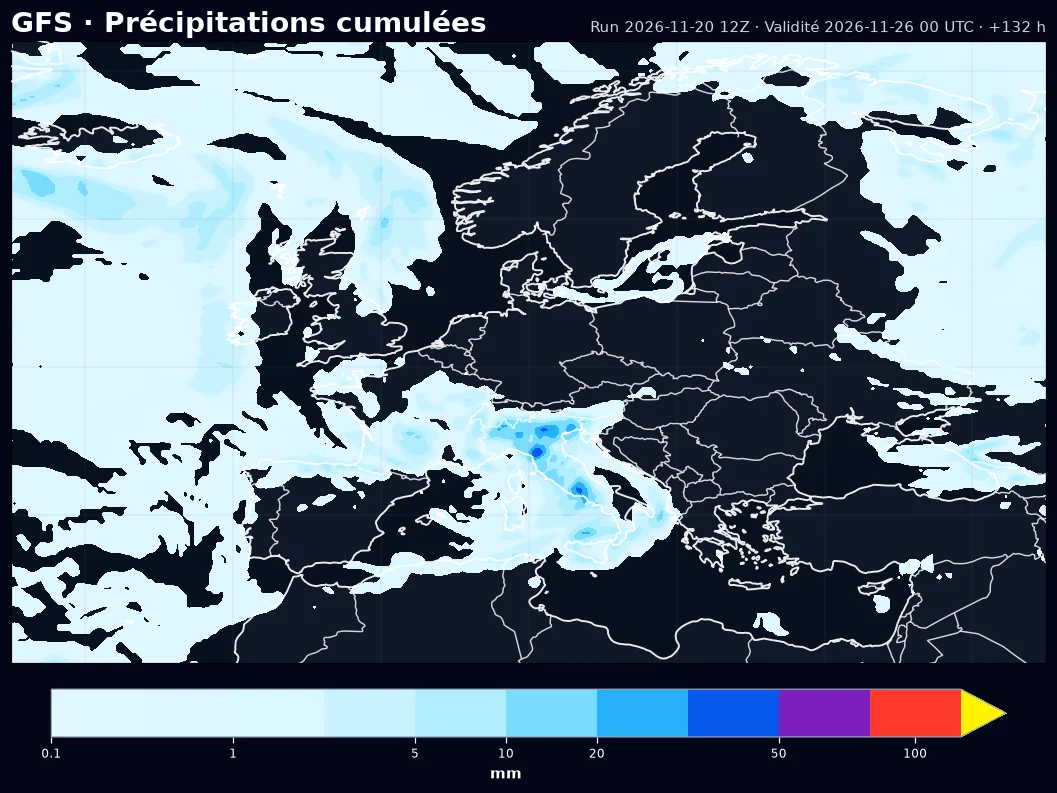 GFS · Précipitations cumulées
Run 2026-11-20 12Z · Validité 2026-11-26 00 UTC · +132 h
0.1 1 5 10 20 50 100
mm